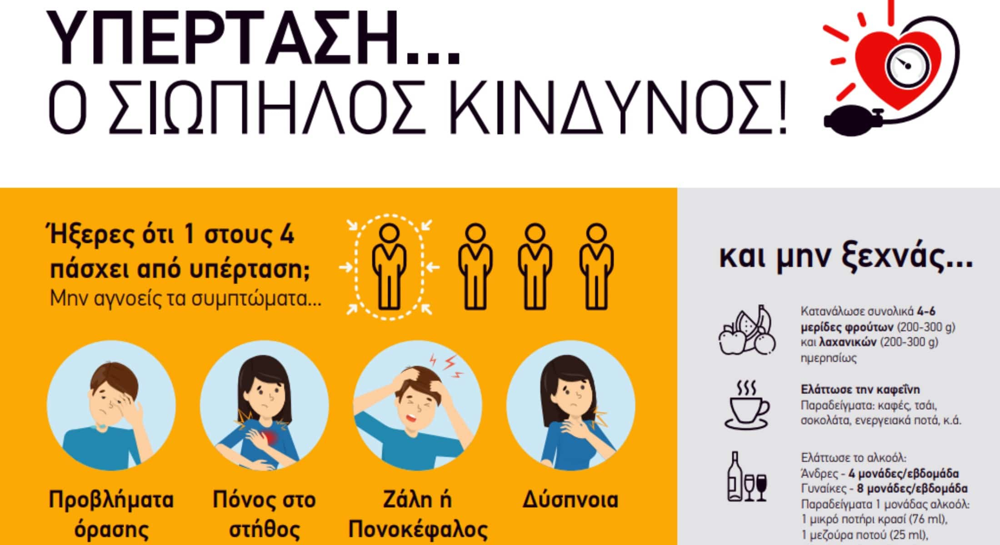 ΥΠΕΡΤΑΣΗ...
Ο ΣΙΩΠΗΛΟΣ ΚΙΝΔΥΝΟΣ!
Ήξερες ότι 1 στους 4
πάσχει από υπέρταση;
Μην αγνοείς τα συμπτώματα...
Προβλήματα
όρασης
Πόνος στο
στήθος
Ζάλη ή
Πονοκέφαλος
Δύσπνοια
και μην ξεχνάς...
Κατανάλωσε συνολικά 4-6
μερίδες φρούτων (200-300 g)
και λαχανικών (200-300 g)
ημερησίως
Ελάττωσε την καφεΐνη
Παραδείγματα: καφές, τσάι,
σοκολάτα, ενεργειακά ποτά, κ.ά.
Ελάττωσε το αλκοόλ:
Άνδρες - 4 μονάδες/εβδομάδα
Γυναίκες - 8 μονάδες/εβδομάδα
Παραδείγματα 1 μονάδας αλκοόλ:
1 μικρό ποτήρι κρασί (76 ml),
1 μεζούρα ποτού (25 ml),